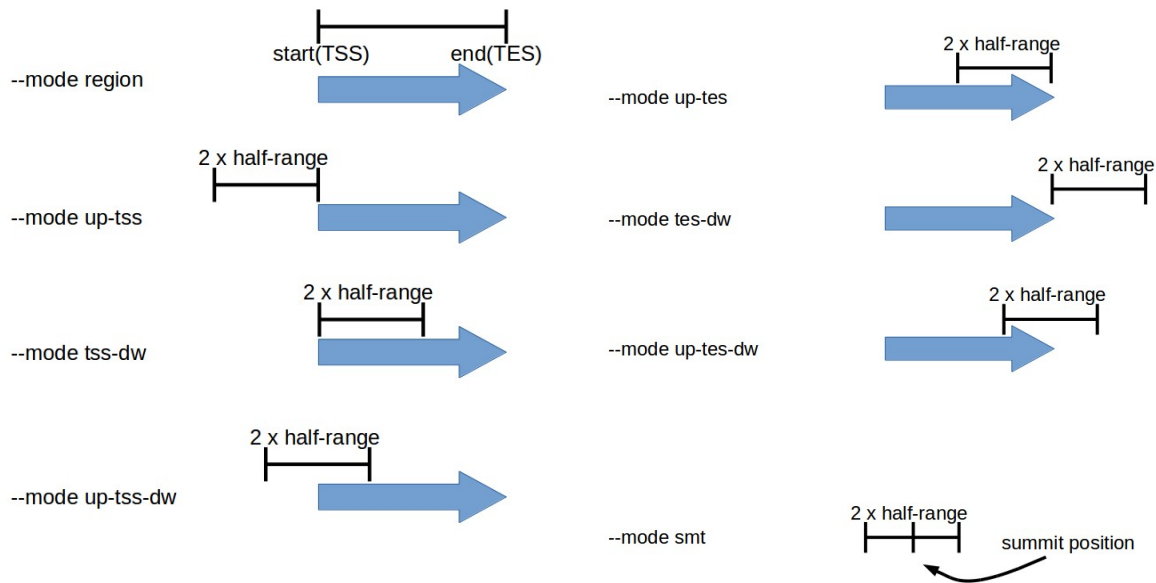 start(TSS) end(TES)
--mode region
2 x half-range
--mode up-tss
2 x half-range
--mode tss-dw
2 x half-range
--mode up-tss-dw
2 x half-range
--mode up-tes
2 x half-range
--mode tes-dw
2 x half-range
--mode up-tes-dw
2 x half-range
--mode smt
summit position